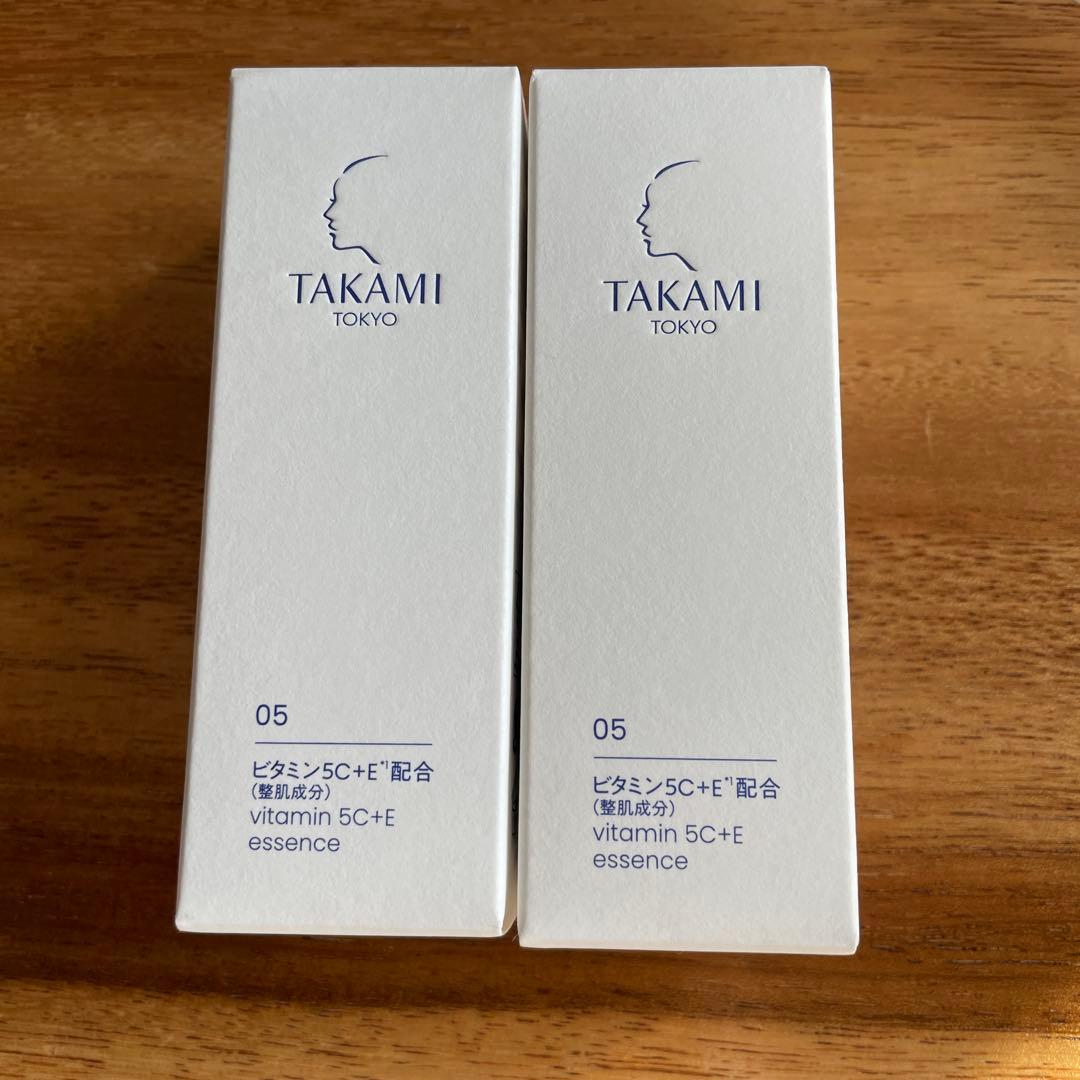 TAKAMI
TOKYO
05
ビタミン5C+E*1配合
(整肌成分)
vitamin 5C+E
essence
TAKAMI
TOKYO
05
ビタミン5C+E*1配合
(整肌成分)
vitamin 5C+E
essence